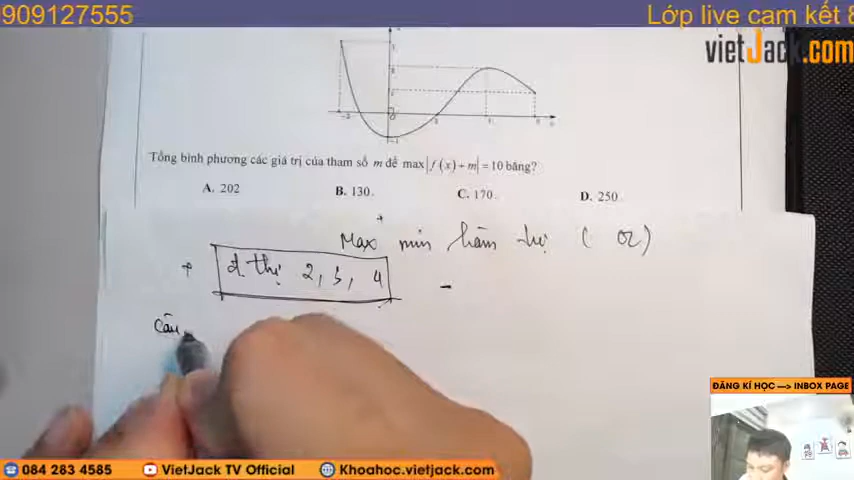 909127555
Lớp live cam kết 8
vietJack.com
Tổng bình phương các giá trị của tham số m để max|f(x)+m| = 10 bằng?
A. 202
B. 130.
C. 170.
D. 250.
Max min hàm trị
+ đ. thị 2, 3, 4 -
Câu
ĐĂNG KÍ HỌC —> INBOX PAGE
084 283 4585 VietJack TV Official Khoahoc.vietjack.com